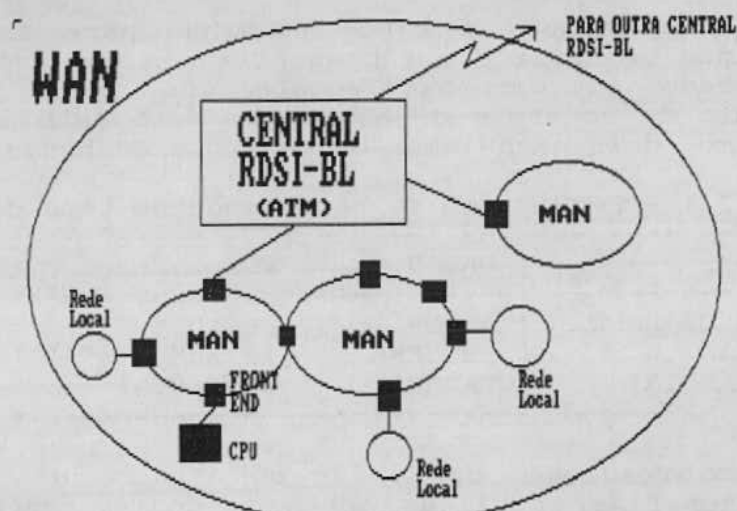 PARA OUTRA CENTRAL
RDSI-BL
WAN
CENTRAL
RDSI-BL
(ATM)
MAN
Rede
Local
MAN
MAN
FRONT
END
CPU
Rede
Local
Rede
Local